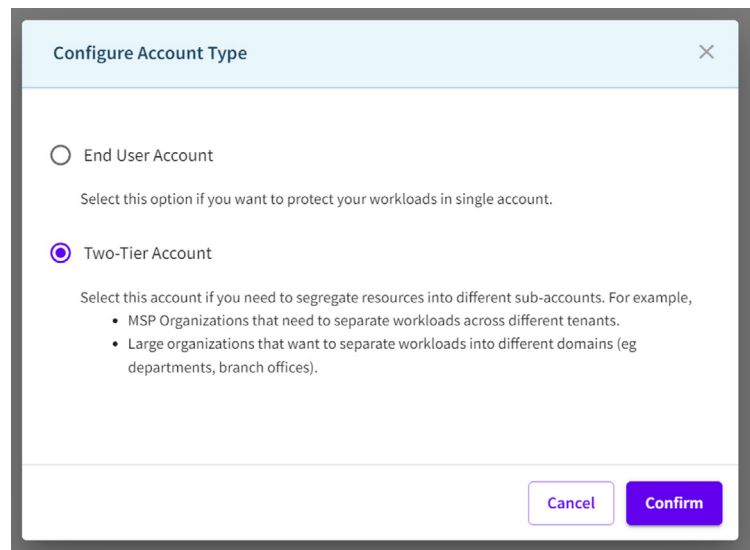 Configure Account Type
End User Account
Select this option if you want to protect your workloads in single account.
Two-Tier Account
Select this account if you need to segregate resources into different sub-accounts. For example,
• MSP Organizations that need to separate workloads across different tenants.
• Large organizations that want to separate workloads into different domains (eg
departments, branch offices).
Cancel
Confirm